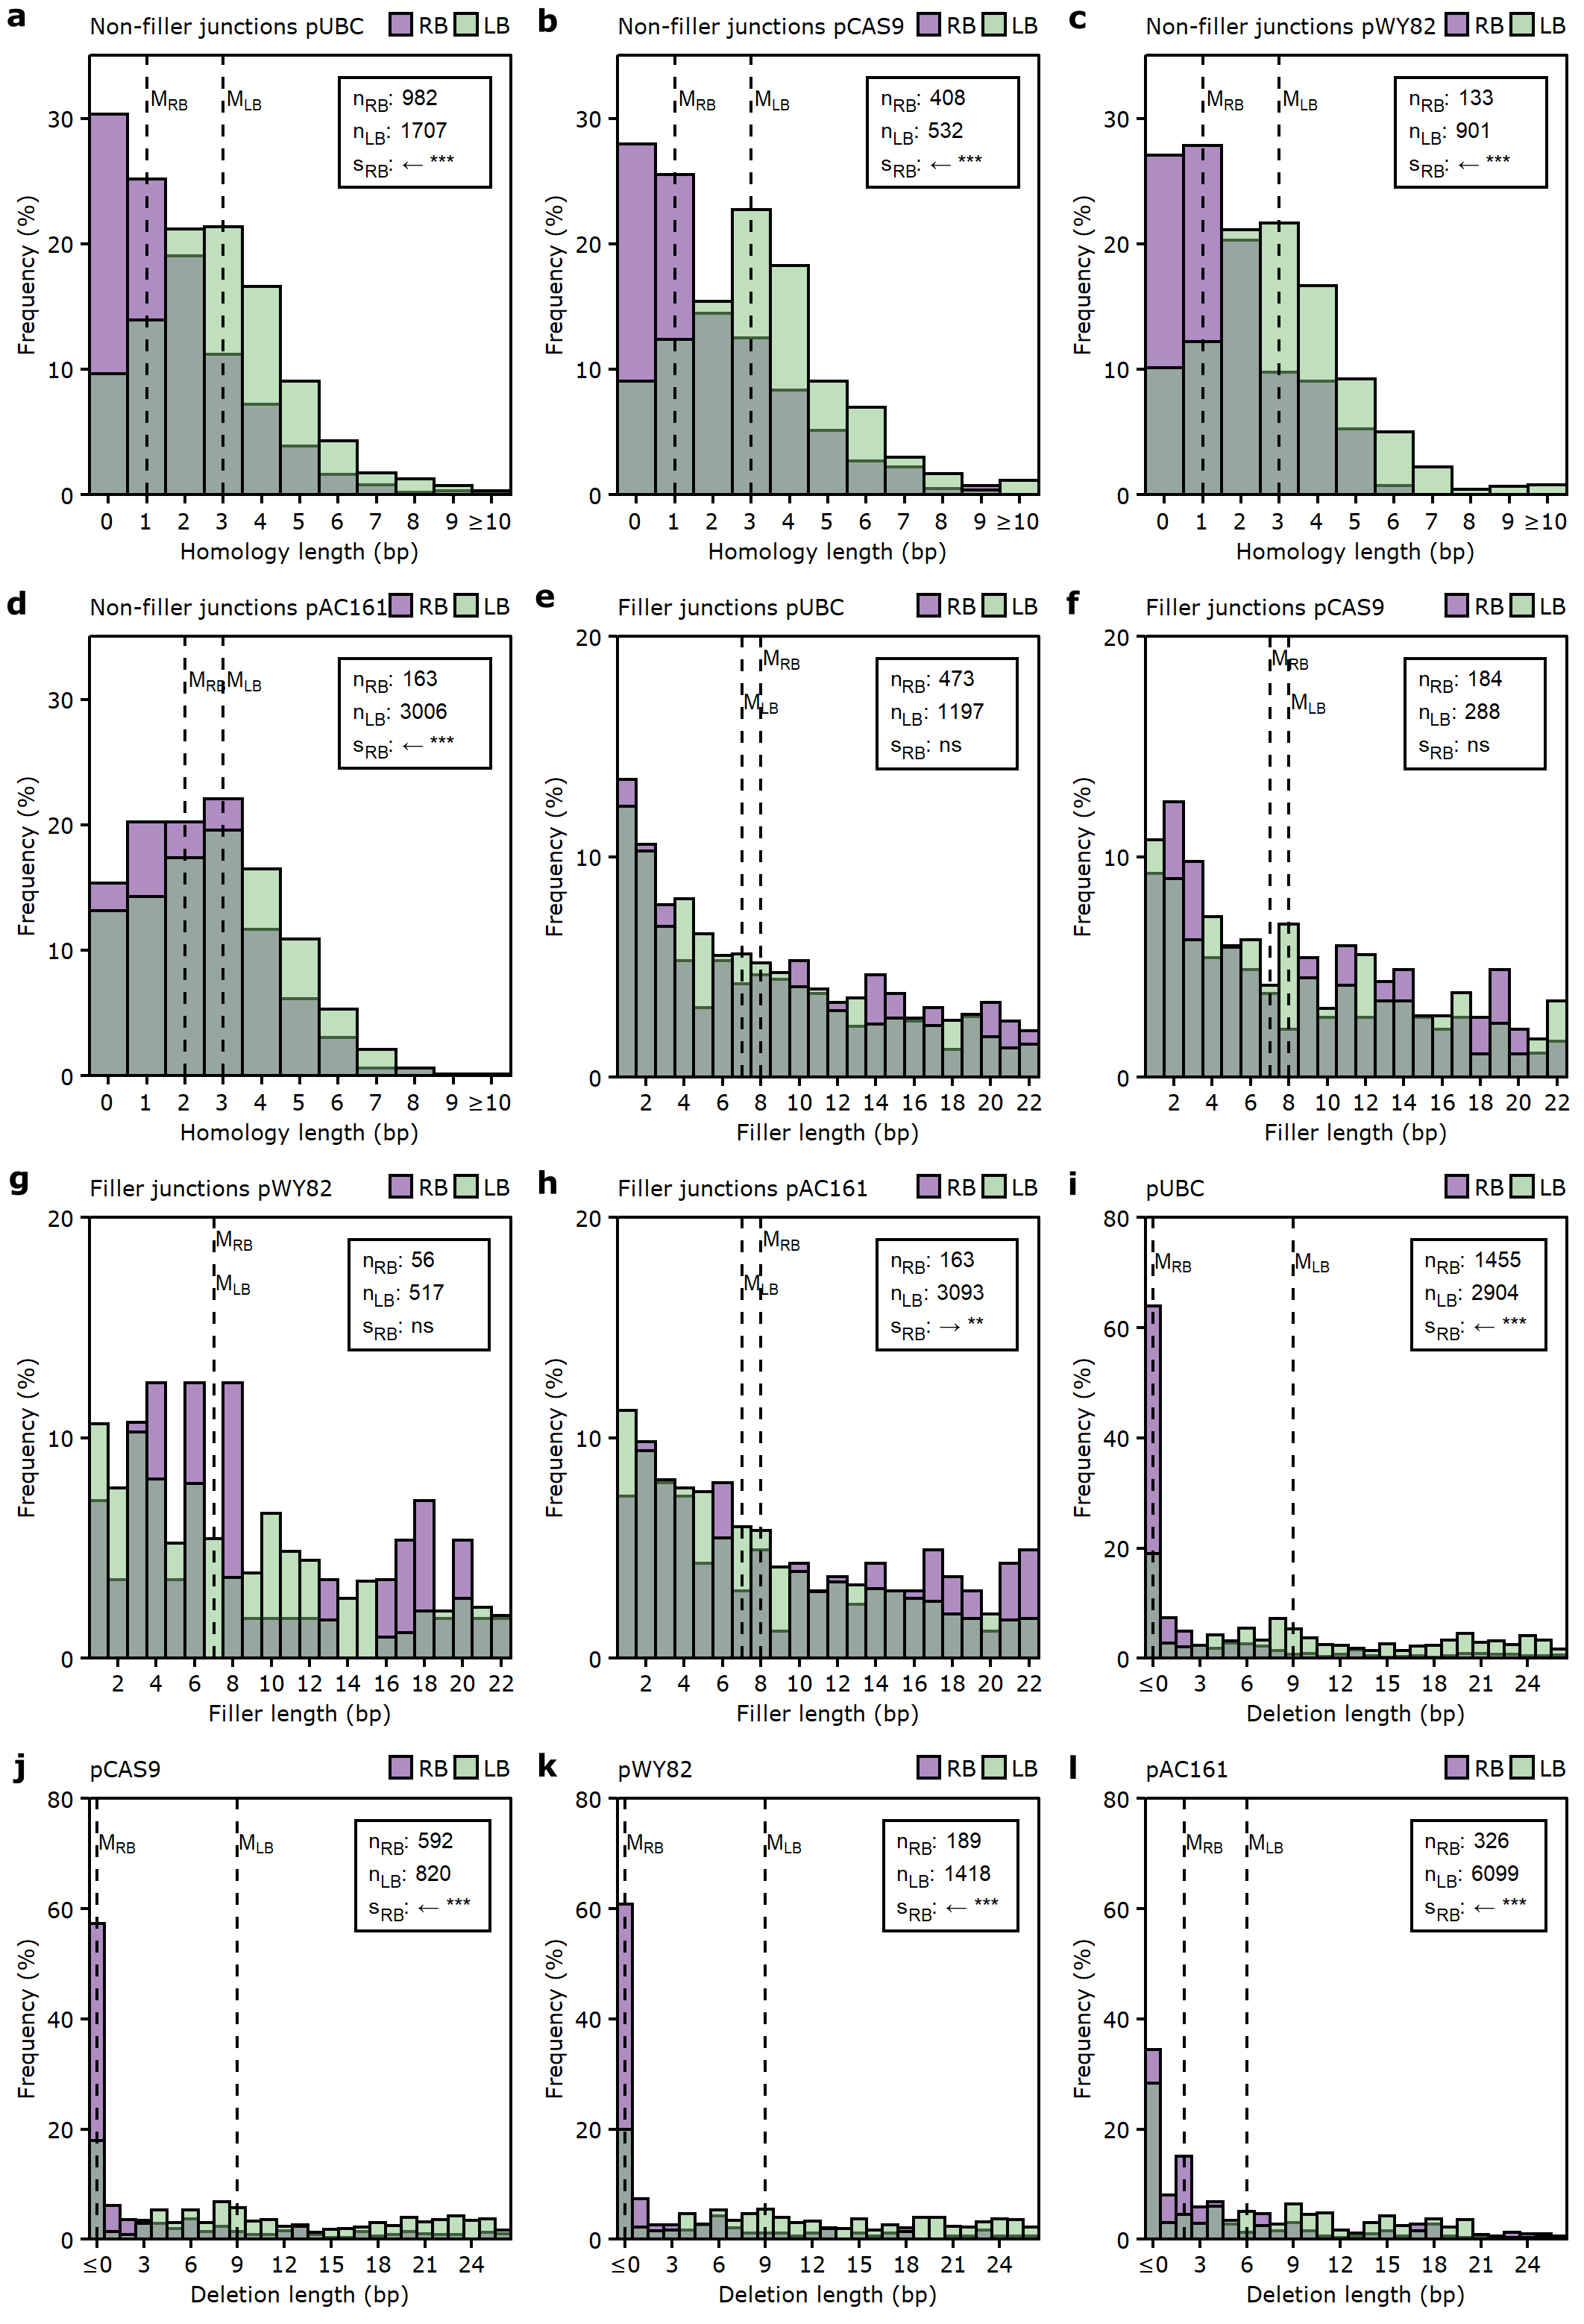 a Non-filler junctions pUBC RB LB
MRB MLB
nRB: 982
nLB: 1707
sRB: ← ***
Frequency (%)
30
20
10
0
0 1 2 3 4 5 6 7 8 9 ≥10
Homology length (bp)
b Non-filler junctions pCAS9 RB LB
MRB MLB
nRB: 408
nLB: 532
sRB: ← ***
Frequency (%)
30
20
10
0
0 1 2 3 4 5 6 7 8 9 ≥10
Homology length (bp)
c Non-filler junctions pWY82 RB LB
MRB MLB
nRB: 133
nLB: 901
sRB: ← ***
Frequency (%)
30
20
10
0
0 1 2 3 4 5 6 7 8 9 ≥10
Homology length (bp)
d Non-filler junctions pAC161 RB LB
MRB MLB
nRB: 163
nLB: 3006
sRB: ← ***
Frequency (%)
30
20
10
0
0 1 2 3 4 5 6 7 8 9 ≥10
Homology length (bp)
e Filler junctions pUBC RB LB
MRB
MLB
nRB: 473
nLB: 1197
sRB: ns
Frequency (%)
20
10
0
2 4 6 8 10 12 14 16 18 20 22
Filler length (bp)
f Filler junctions pCAS9 RB LB
MRB
MLB
nRB: 184
nLB: 288
sRB: ns
Frequency (%)
20
10
0
2 4 6 8 10 12 14 16 18 20 22
Filler length (bp)
g Filler junctions pWY82 RB LB
MRB
MLB
nRB: 56
nLB: 517
sRB: ns
Frequency (%)
20
10
0
2 4 6 8 10 12 14 16 18 20 22
Filler length (bp)
h Filler junctions pAC161 RB LB
MRB
MLB
nRB: 163
nLB: 3093
sRB: → **
Frequency (%)
20
10
0
2 4 6 8 10 12 14 16 18 20 22
Filler length (bp)
i pUBC RB LB
MRB MLB
nRB: 1455
nLB: 2904
sRB: ← ***
Frequency (%)
80
60
40
20
0
≤0 3 6 9 12 15 18 21 24
Deletion length (bp)
j pCAS9 RB LB
MRB MLB
nRB: 592
nLB: 820
sRB: ← ***
Frequency (%)
80
60
40
20
0
≤0 3 6 9 12 15 18 21 24
Deletion length (bp)
k pWY82 RB LB
MRB MLB
nRB: 189
nLB: 1418
sRB: ← ***
Frequency (%)
80
60
40
20
0
≤0 3 6 9 12 15 18 21 24
Deletion length (bp)
l pAC161 RB LB
MRB MLB
nRB: 326
nLB: 6099
sRB: ← ***
Frequency (%)
80
60
40
20
0
≤0 3 6 9 12 15 18 21 24
Deletion length (bp)